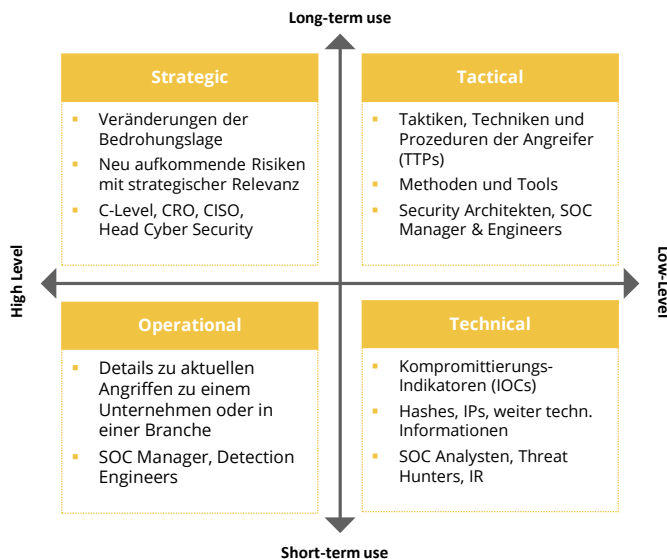 Long-term use
Strategic
Veränderungen der
Bedrohungslage
Neu aufkommende Risiken
mit strategischer Relevanz
C-Level, CRO, CISO,
Head Cyber Security
Tactical
Taktiken, Techniken und
Prozeduren der Angreifer
(TTPs)
Methoden und Tools
Security Architekten, SOC
Manager & Engineers
High Level
Low-Level
Operational
Details zu aktuellen
Angriffen zu einem
Unternehmen oder in
einer Branche
SOC Manager, Detection
Engineers
Technical
Kompromittierungs-
Indikatoren (IOCs)
Hashes, IPs, weiter techn.
Informationen
SOC Analysten, Threat
Hunters, IR
Short-term use